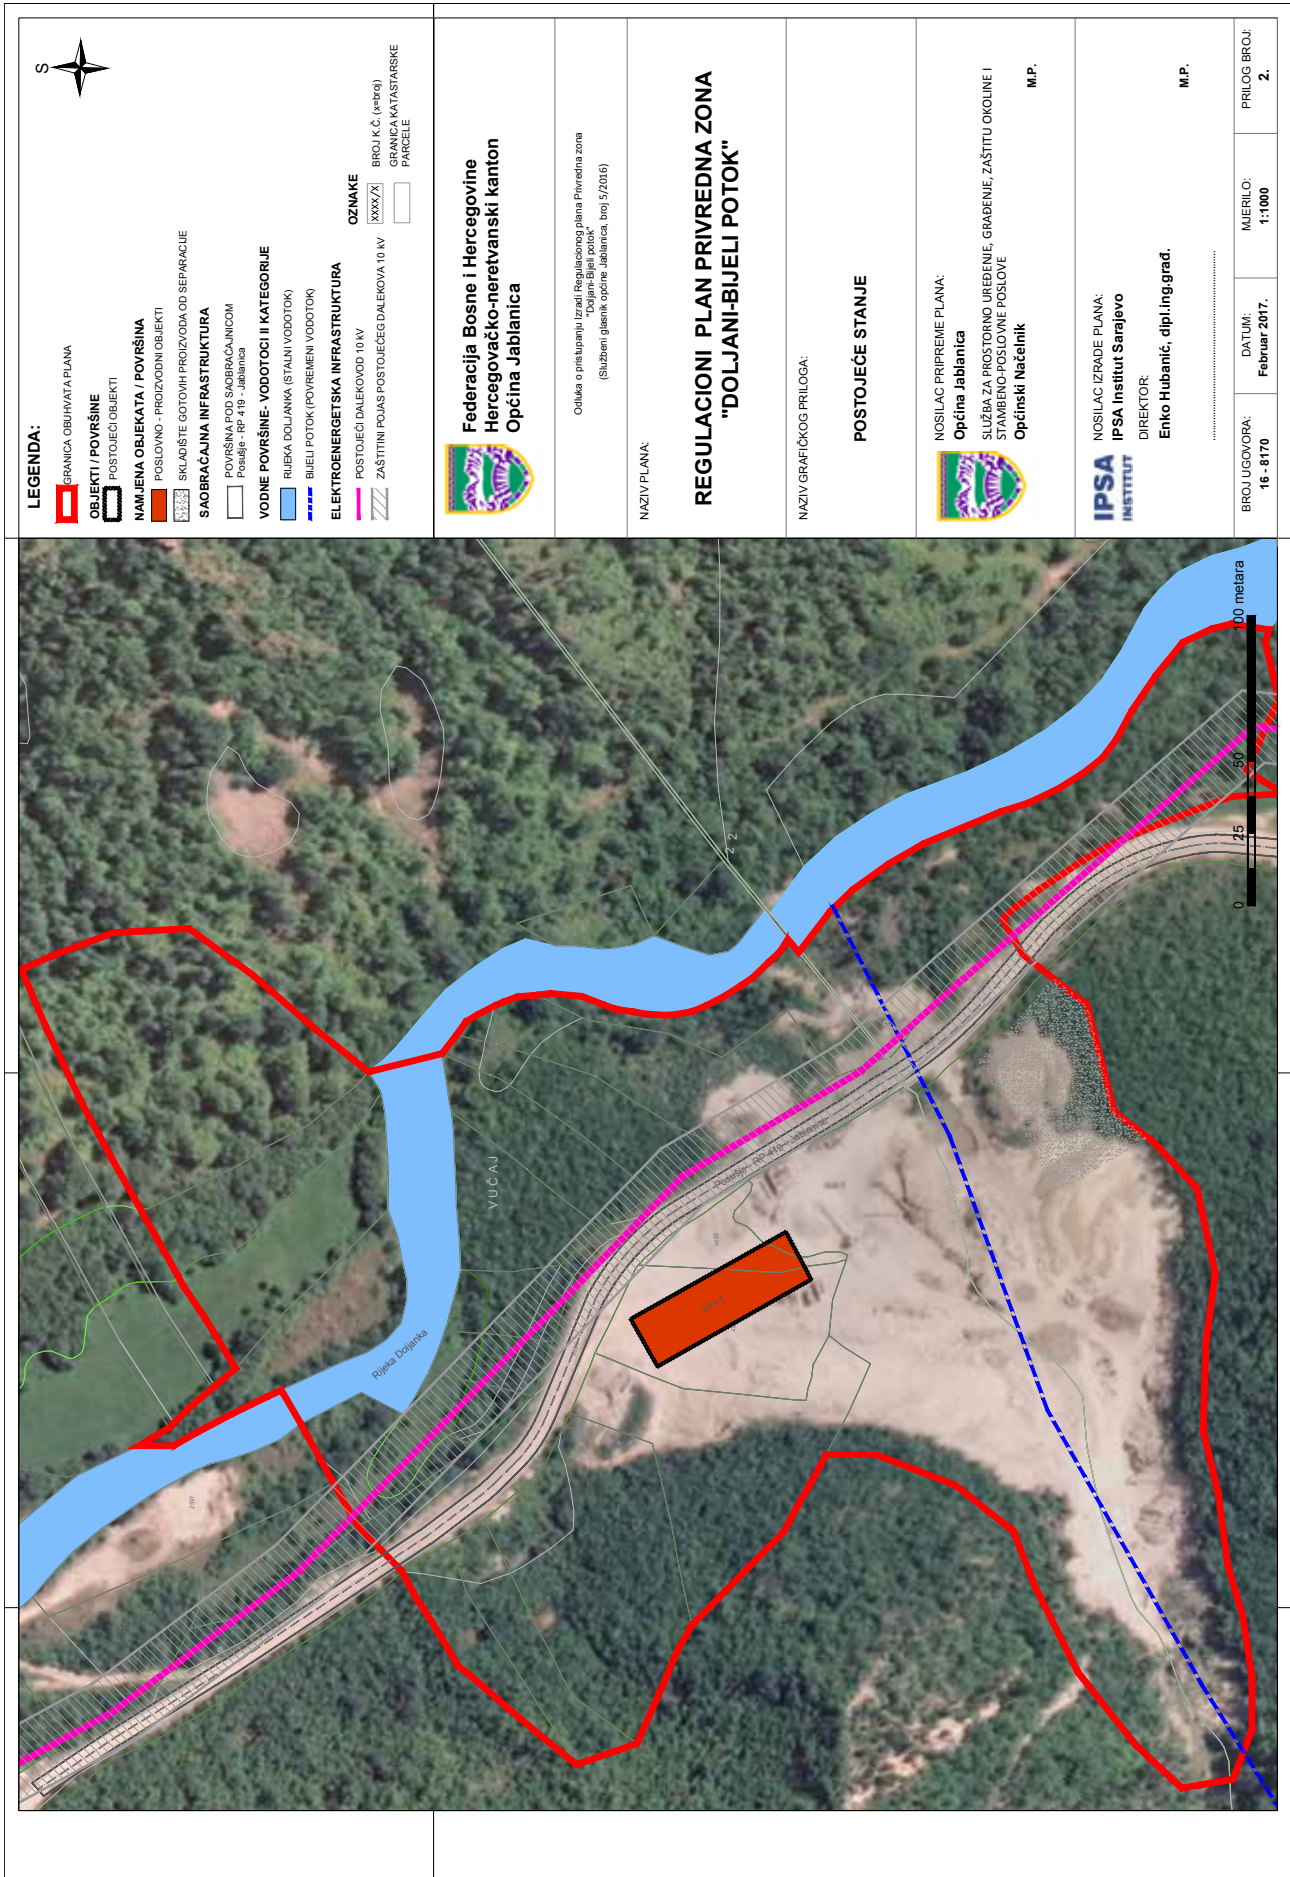 LEGENDA:
S
GRANICA OBUHVATA PLANA
OBJEKTI / POVRŠINE
POSTOJEĆI OBJEKTI
NAMJENA OBJEKATA / POVRŠINA
POSLOVNO - PROIZVODNI OBJEKTI
SKLADIŠTE GOTOVIH PROIZVODA OD SEPARACIJE
SAOBRAĆAJNA INFRASTRUKTURA
POVRŠINA POD SAOBRAĆAJNICOM
Posušje - RP 419 - Jablanica
VODNE POVRŠINE- VODOTOCI II KATEGORIJE
RIJEKA DOLJANKA (STALNI VODOTOK)
BIJELI POTOK (POVREMENI VODOTOK)
ELEKTROENERGETSKA INFRASTRUKTURA
POSTOJEĆI DALEKOVOD 10 kV
ZAŠTITINI POJAS POSTOJEĆEG DALEKOVA 10 kV
OZNAKE
XXXX/X
BROJ K.Č. (x=broj)
GRANICA KATASTARSKE
PARCELE
Federacija Bosne i Hercegovine
Hercegovačko-neretvanski kanton
Općina Jablanica
Odluka o pristupanju izradi Regulacionog plana Privredna zona
"Doljani-Bijeli potok"
(Službeni glasnik općine Jablanica, broj 5/2016)
NAZIV PLANA:
REGULACIONI PLAN PRIVREDNA ZONA
"DOLJANI-BIJELI POTOK"
NAZIV GRAFIČKOG PRILOGA:
POSTOJEĆE STANJE
NOSILAC PRIPREME PLANA:
Općina Jablanica
SLUŽBA ZA PROSTORNO UREĐENJE, GRAĐENJE, ZAŠTITU OKOLINE I
STAMBENO-POSLOVNE POSLOVE
Općinski Načelnik
M.P.
NOSILAC IZRADE PLANA:
IPSA Institut Sarajevo
DIREKTOR:
Enko Hubanić, dipl.ing.građ.
M.P.
IPSA
INSTITUT
BROJ UGOVORA:
16 - 8170
DATUM:
Februar 2017.
MJERILO:
1:1000
PRILOG BROJ:
2.
Rijeka Doljanka
VUČAJ
Posušje - RP 419 - Jablanica
0 25 50 100 metara